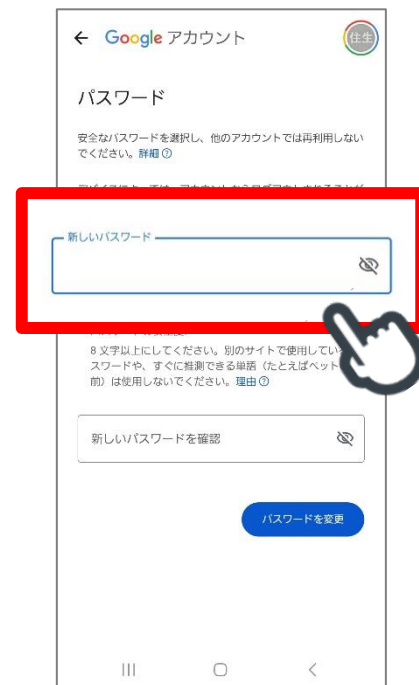 Google アカウント
住生
パスワード
安全なパスワードを選択し、他のアカウントでは再利用しない
でください。詳細
新しいパスワード
8 文字以上にしてください。別のサイトで使用してい
スワードや、すぐに推測できる単語（たとえばペット
前）は使用しないでください。理由
新しいパスワードを確認
パスワードを変更